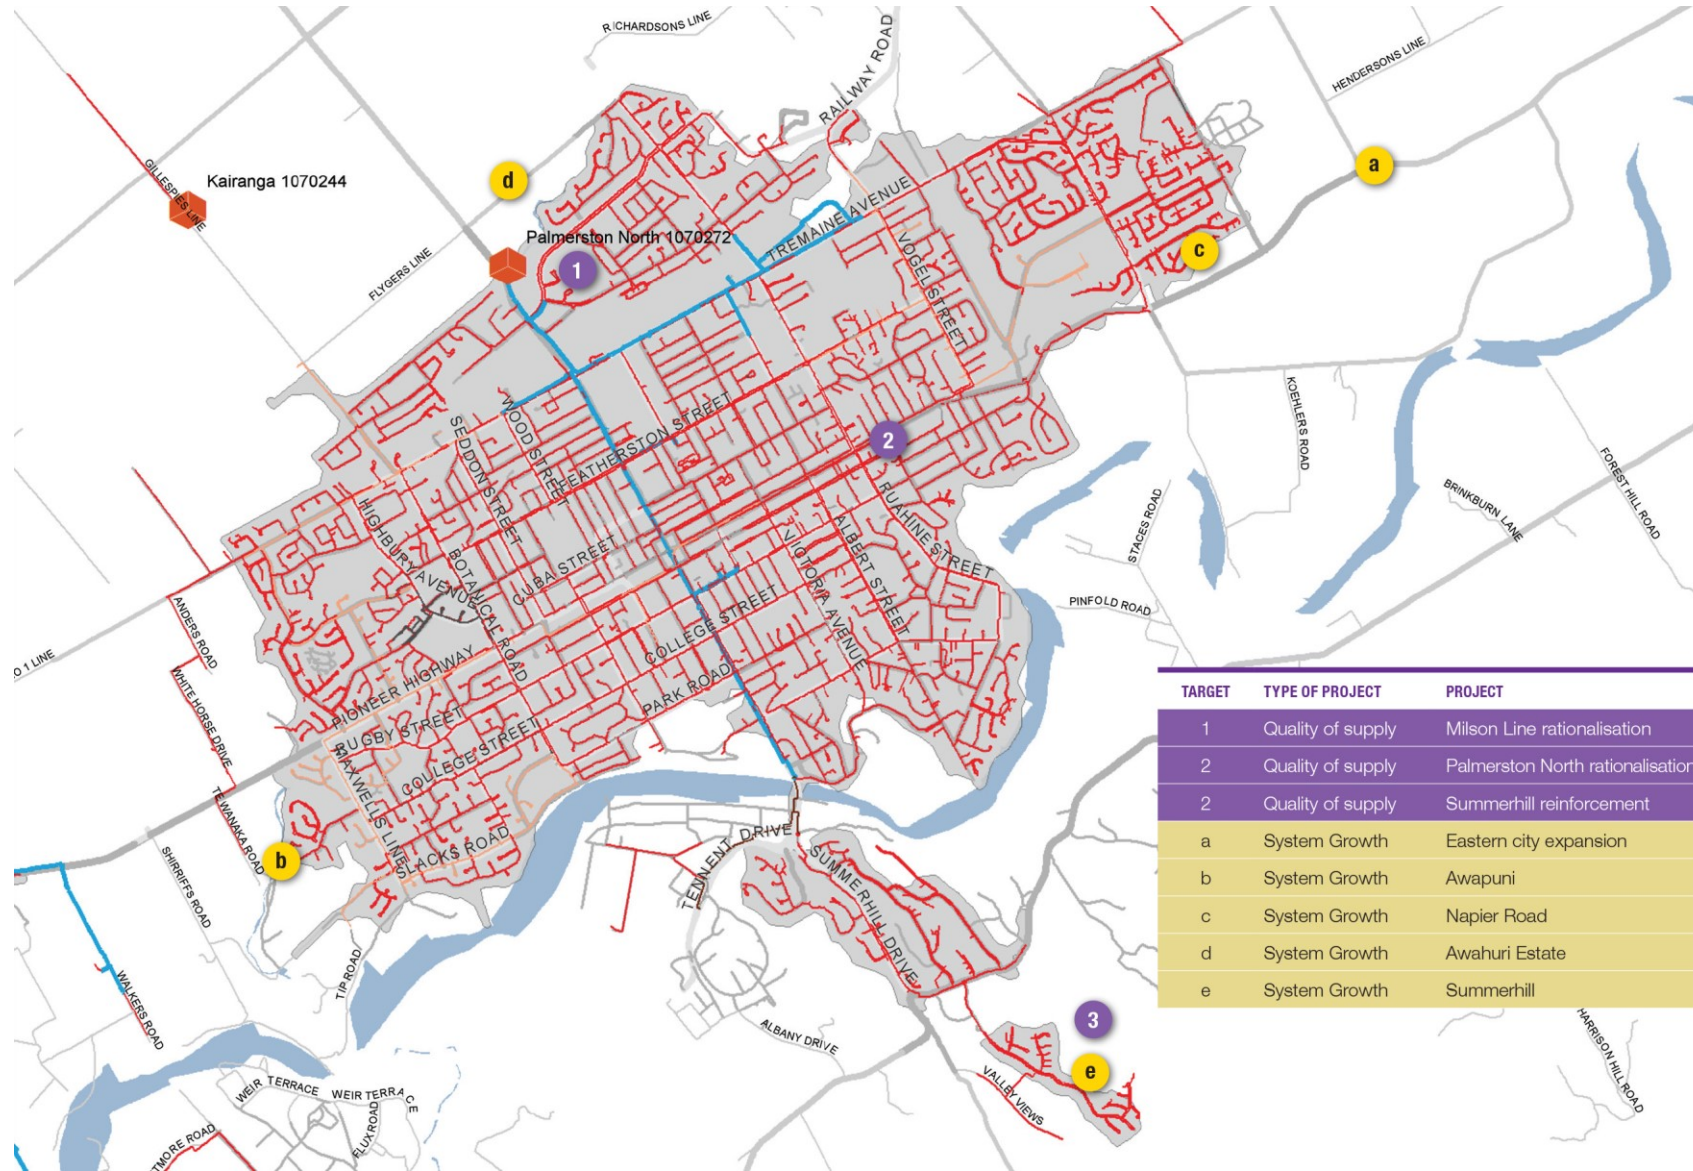 RICHARDSONS LINE
RAILWAY ROAD
HENDERSONS LINE
GILLESPIES LINE
Kairanga 1070244
d
a
TREMAINE AVENUE
Palmerston North 1070272
1
VOGEL STREET
c
FLYGERS LINE
KOEHLERS ROAD
WOOD STREET
SEDDON STREET
FEATHERSTON STREET
2
FOREST HILL ROAD
BRINKBURN LANE
STACES ROAD
HIGHBURY AVENUE
BOTANICAL ROAD
CUBA STREET
RUAHINE STREET
ALBERT STREET
VICTORIA AVENUE
PINFOLD ROAD
ANDERS ROAD
O 1 LINE
COLLEGE STREET
PARK ROAD
WHITE HORSE DRIVE
PIONEER HIGHWAY
RUGBY STREET
COLLEGE STREET
MAXWELLS LINE
TE WANAKA ROAD
SHIRRIFFS ROAD
b
SLACKS ROAD
TENNENT DRIVE
SUMMERHILL DRIVE
TIP ROAD
WALKERS ROAD
ALBANY DRIVE
3
e
VALLEY VIEWS
WEIR TERRACE
WEIR TERRACE
FLUX ROAD
TMORE ROAD
HARRISON HILL ROAD
TARGET TYPE OF PROJECT PROJECT
1 Quality of supply Milson Line rationalisation
2 Quality of supply Palmerston North rationalisation
2 Quality of supply Summerhill reinforcement
a System Growth Eastern city expansion
b System Growth Awapuni
c System Growth Napier Road
d System Growth Awahuri Estate
e System Growth Summerhill